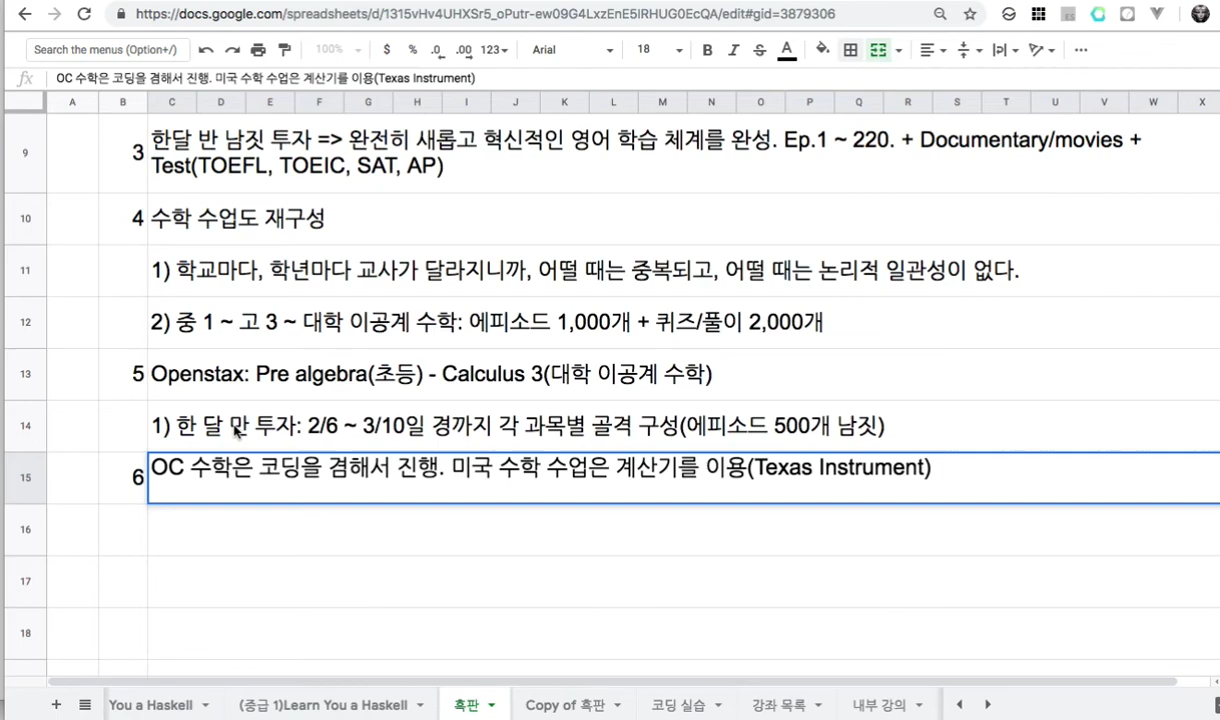 https://docs.google.com/spreadsheets/d/1315vHv4UHXSr5_oPutr-ew09G4LxzEnE5IRHUG0EcQA/edit#gid=3879306
Search the menus (Option+/) 100% $ % .0 .00 123 Arial 18 B I S A
fx OC 수학은 코딩을 겸해서 진행. 미국 수학 수업은 계산기를 이용(Texas Instrument)
A B C D E F G H I J K L M N O P Q R S T U V W X
9 3 한달 반 남짓 투자 => 완전히 새롭고 혁신적인 영어 학습 체계를 완성. Ep.1 ~ 220. + Documentary/movies +
Test(TOEFL, TOEIC, SAT, AP)
10 4 수학 수업도 재구성
11 1) 학교마다, 학년마다 교사가 달라지니까, 어떨 때는 중복되고, 어떨 때는 논리적 일관성이 없다.
12 2) 중 1 ~ 고 3 ~ 대학 이공계 수학: 에피소드 1,000개 + 퀴즈/풀이 2,000개
13 5 Openstax: Pre algebra(초등) - Calculus 3(대학 이공계 수학)
14 1) 한 달 만 투자: 2/6 ~ 3/10일 경까지 각 과목별 골격 구성(에피소드 500개 남짓)
15 6 OC 수학은 코딩을 겸해서 진행. 미국 수학 수업은 계산기를 이용(Texas Instrument)
16
17
18
You a Haskell (중급 1)Learn You a Haskell 흑판 Copy of 흑판 코딩 실습 강좌 목록 내부 강의